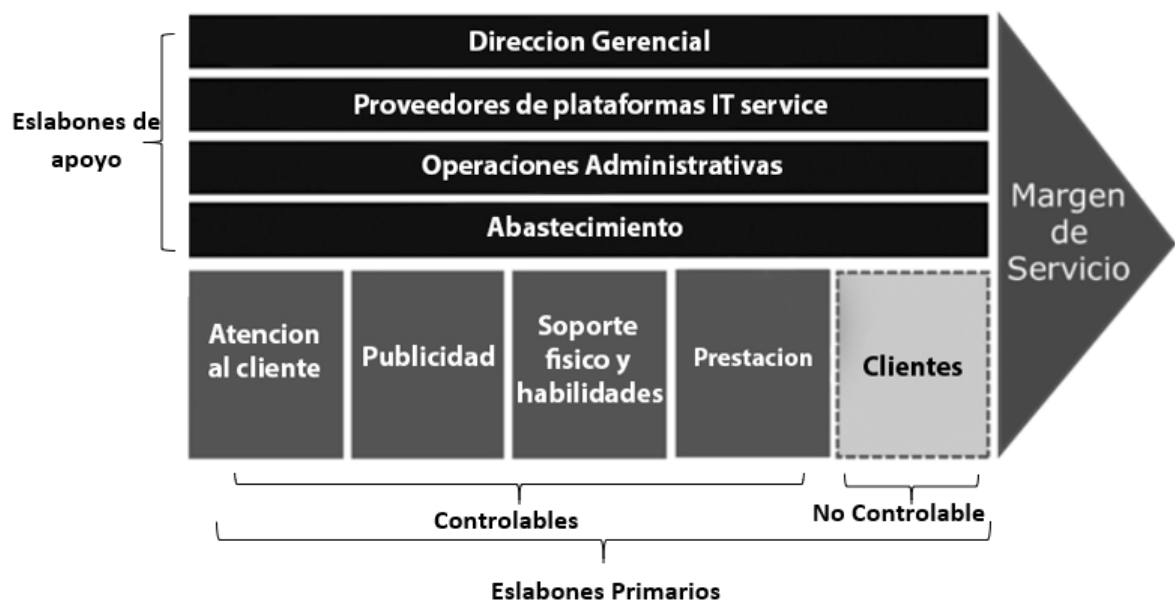 Direccion Gerencial
Proveedores de plataformas IT service
Eslabones de
apoyo
Operaciones Administrativas
Abastecimiento
Margen
de
Servicio
Atencion
al cliente
Publicidad
Soporte
fisico y
habilidades
Prestacion
Clientes
Controlables
No Controlable
Eslabones Primarios